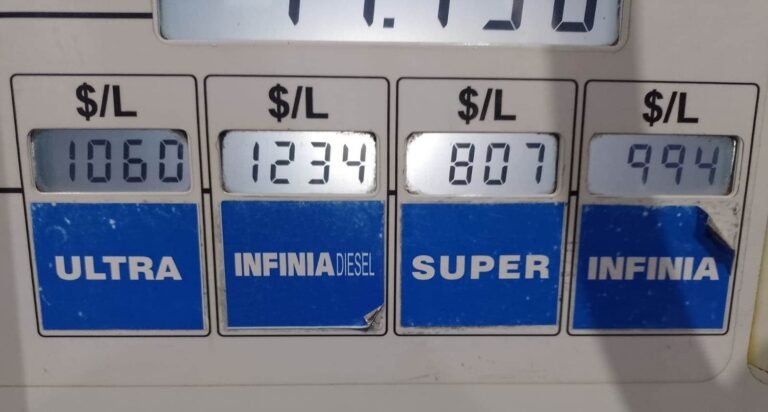 $/L $/L $/L $/L
1060 1234 807 994
ULTRA INFINIA DIESEL SUPER INFINIA